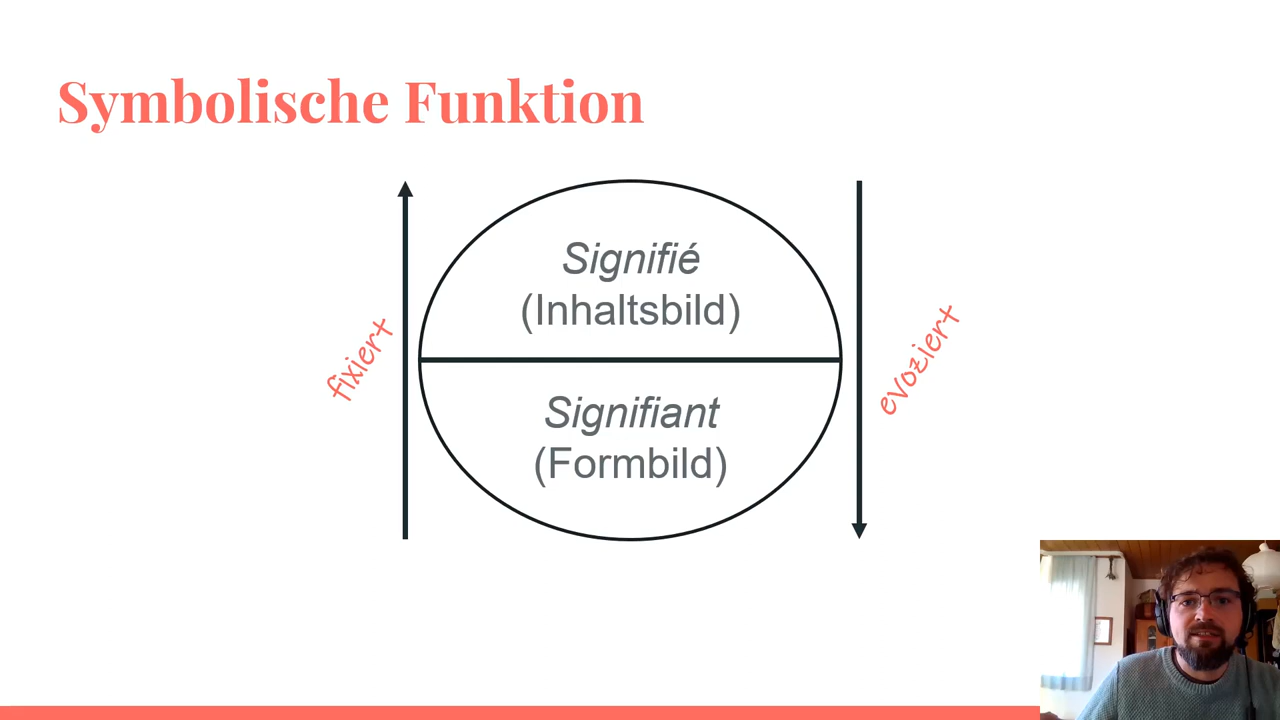 Symbolische Funktion
Signifié
(Inhaltsbild)
fixiert
evoziert
Signifiant
(Formbild)